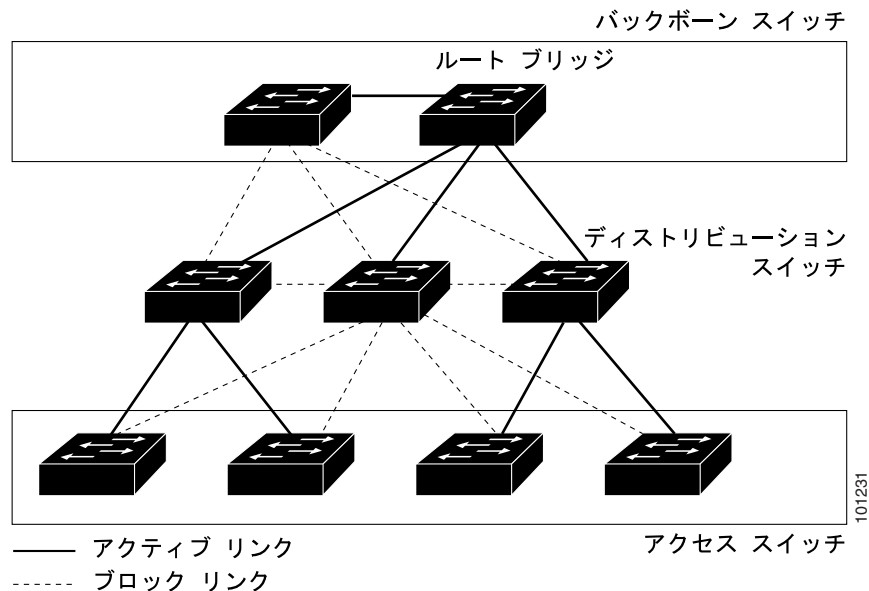 バックボーン スイッチ
ルート ブリッジ
ディストリビューション
スイッチ
101231
アクセス スイッチ
アクティブ リンク
ブロック リンク